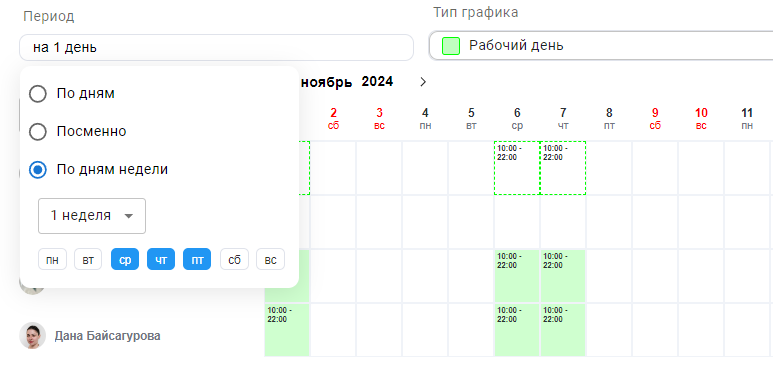 Период
Тип графика
на 1 день
Рабочий день
По дням
Посменно
По дням недели
1 неделя
пн вт ср чт пт сб вс
ноябрь 2024
2 3 4 5 6 7 8 9 10 11
сб вс пн вт ср чт пт сб вс пн
10:00 - 10:00 -
22:00 22:00
10:00 - 10:00 -
22:00 22:00
10:00 - 10:00 - 10:00 -
22:00 22:00 22:00
Дана Байсагурова